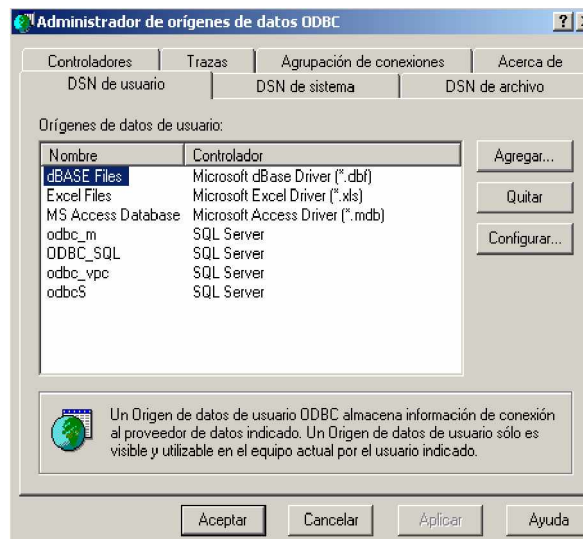 Administrador de orígenes de datos ODBC
Controladores Trazas Agrupación de conexiones Acerca de
DSN de usuario DSN de sistema DSN de archivo
Orígenes de datos de usuario:
Nombre Controlador
dBASE Files Microsoft dBase Driver (*.dbf)
Excel Files Microsoft Excel Driver (*.xls)
MS Access Database Microsoft Access Driver (*.mdb)
odbc_m SQL Server
ODBC_SQL SQL Server
odbc_vpc SQL Server
odbcS SQL Server
Agregar...
Quitar
Configurar...
Un Origen de datos de usuario ODBC almacena información de conexión
al proveedor de datos indicado. Un Origen de datos de usuario sólo es
visible y utilizable en el equipo actual por el usuario indicado.
Aceptar Cancelar Aplicar Ayuda